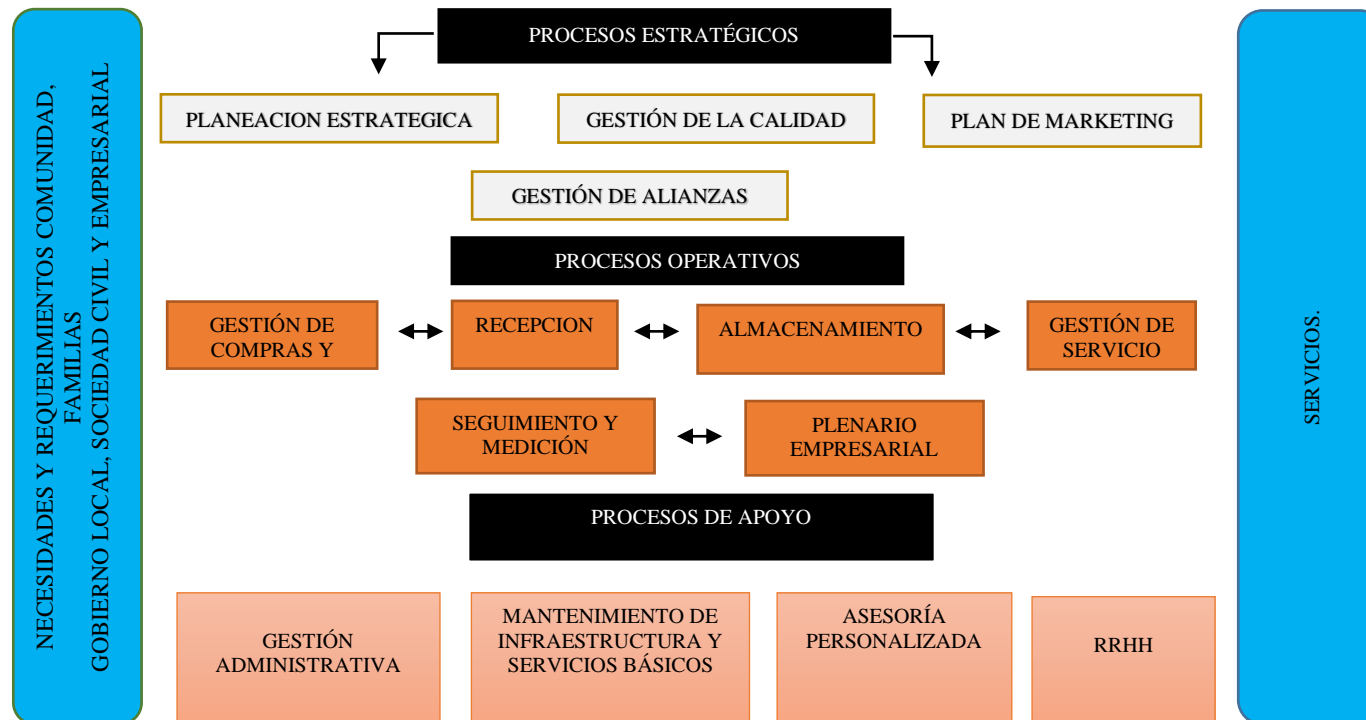 NECESIDADES Y REQUERIMIENTOS COMUNIDAD,
FAMILIAS
GOBIERNO LOCAL, SOCIEDAD CIVIL Y EMPRESARIAL
PROCESOS ESTRATÉGICOS
PLANEACION ESTRATEGICA
GESTIÓN DE LA CALIDAD
PLAN DE MARKETING
GESTIÓN DE ALIANZAS
PROCESOS OPERATIVOS
GESTIÓN DE
COMPRAS Y
RECEPCION
ALMACENAMIENTO
GESTIÓN DE
SERVICIO
SEGUIMIENTO Y
MEDICIÓN
PLENARIO
EMPRESARIAL
PROCESOS DE APOYO
GESTIÓN
ADMINISTRATIVA
MANTENIMIENTO DE
INFRAESTRUCTURA Y
SERVICIOS BÁSICOS
ASESORÍA
PERSONALIZADA
RRHH
SERVICIOS.